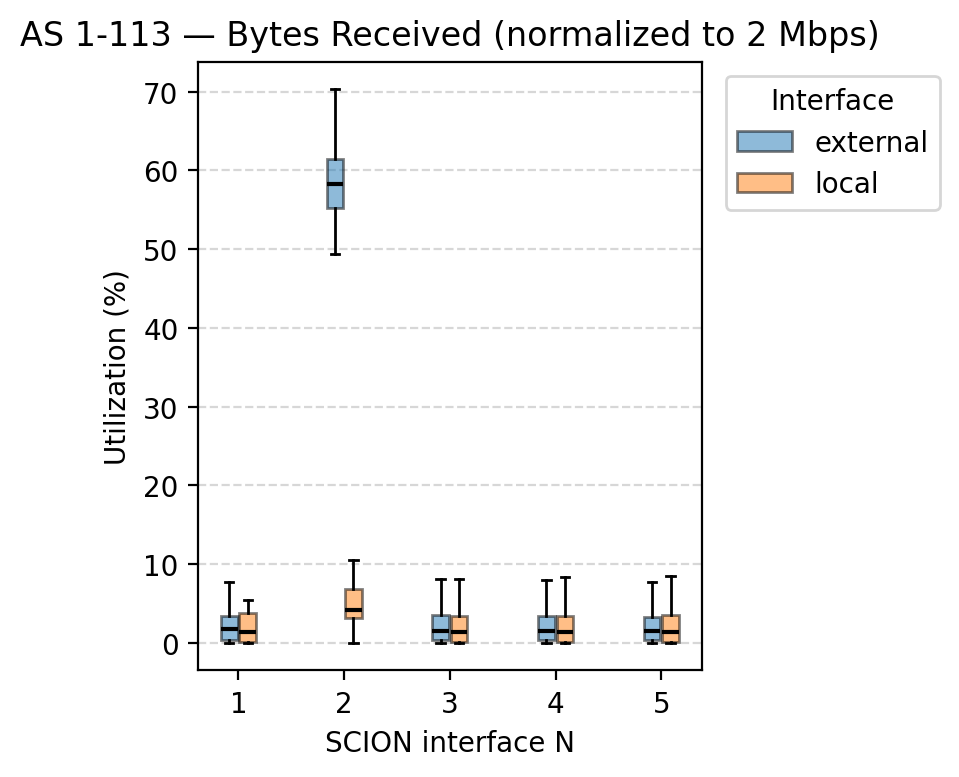 AS 1-113 — Bytes Received (normalized to 2 Mbps)
Interface
external
local
Utilization (%)
70
60
50
40
30
20
10
0
1 2 3 4 5
SCION interface N